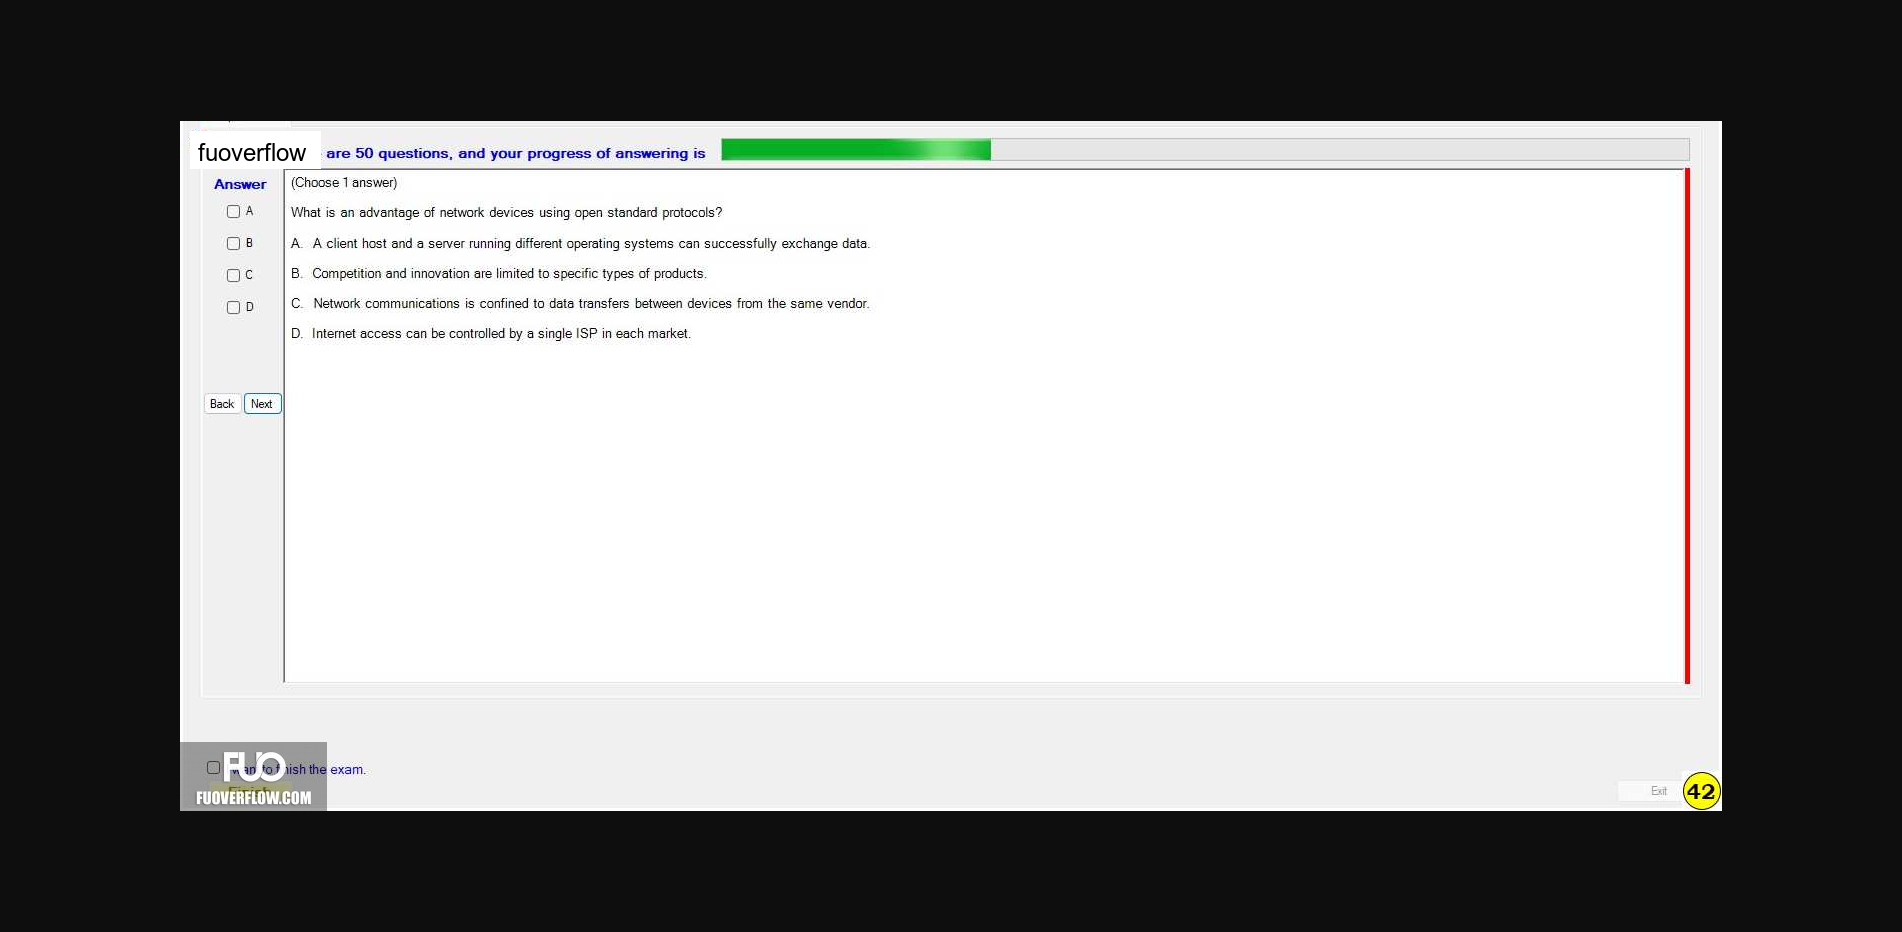 fuoverflow are 50 questions, and your progress of answering is
Answer
(Choose 1 answer)
A
What is an advantage of network devices using open standard protocols?
B
A. A client host and a server running different operating systems can successfully exchange data.
C
B. Competition and innovation are limited to specific types of products.
D
C. Network communications is confined to data transfers between devices from the same vendor.
D. Internet access can be controlled by a single ISP in each market.
Back Next
FUO
want to finish the exam.
Finish
FUOVERFLOW.COM
Exit 42